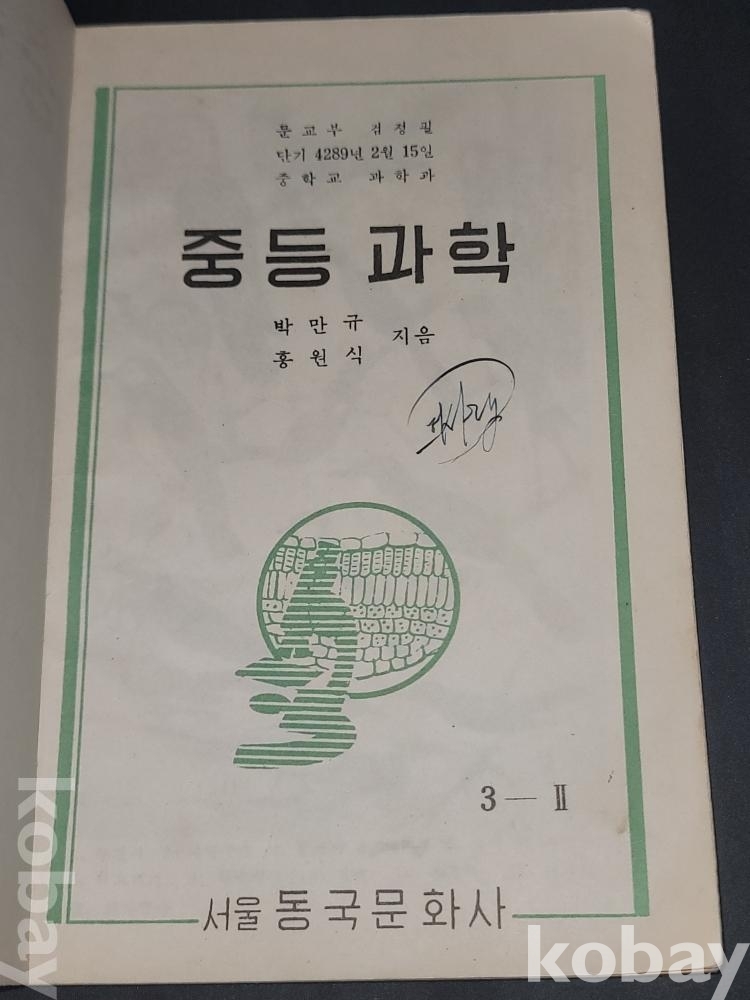 문교부 검정필
단기 4289년 2월 15일
중학교 과학과
중등 과학
박만규
홍원식 지음
3 — Ⅱ
서울 동국문화사
kobay
kobay